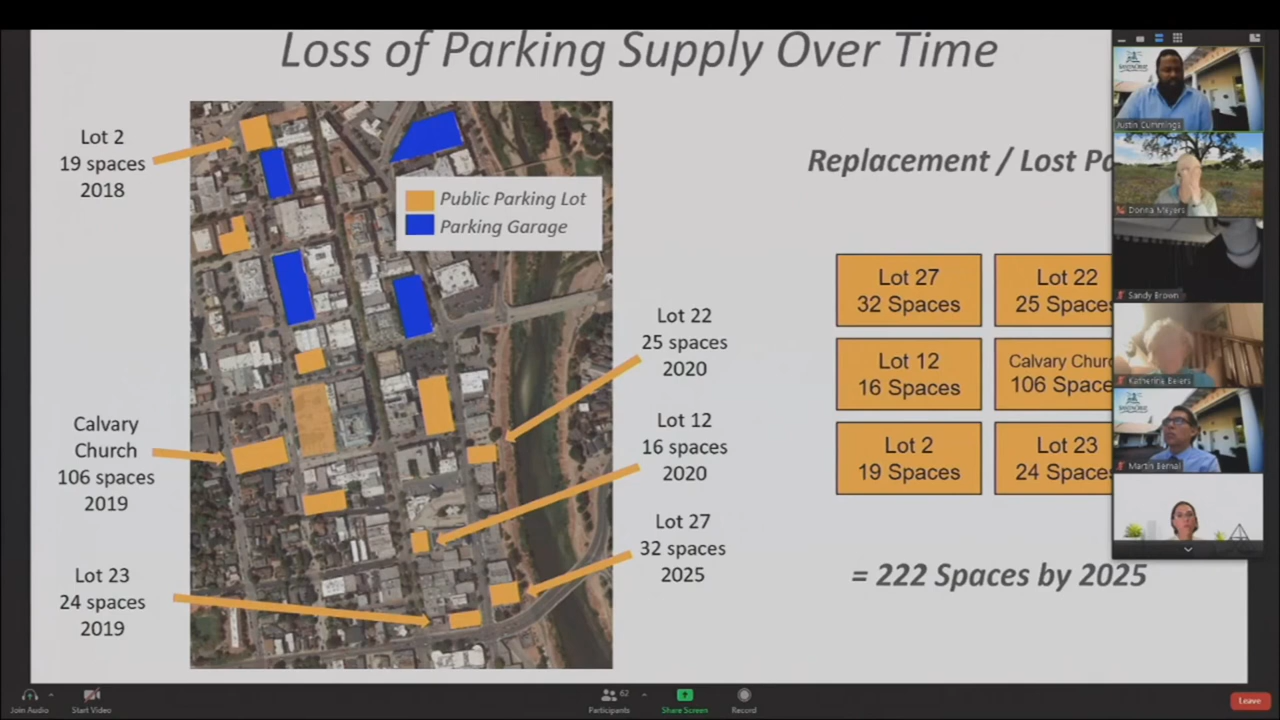 Loss of Parking Supply Over Time
Lot 2
19 spaces
2018
Public Parking Lot
Parking Garage
Calvary
Church
106 spaces
2019
Lot 23
24 spaces
2019
Lot 22
25 spaces
2020
Lot 12
16 spaces
2020
Lot 27
32 spaces
2025
Replacement / Lost Pa
Lot 27
32 Spaces
Lot 22
25 Spaces
Lot 12
16 Spaces
Calvary Churc
106 Space
Lot 2
19 Spaces
Lot 23
24 Spaces
= 222 Spaces by 2025
Justin Cummings
Donna Meyers
Sandy Brown
Katherine Beiers
Martin Bernal
Join Audio
Start Video
62
Participants
Share Screen
Record
Leave